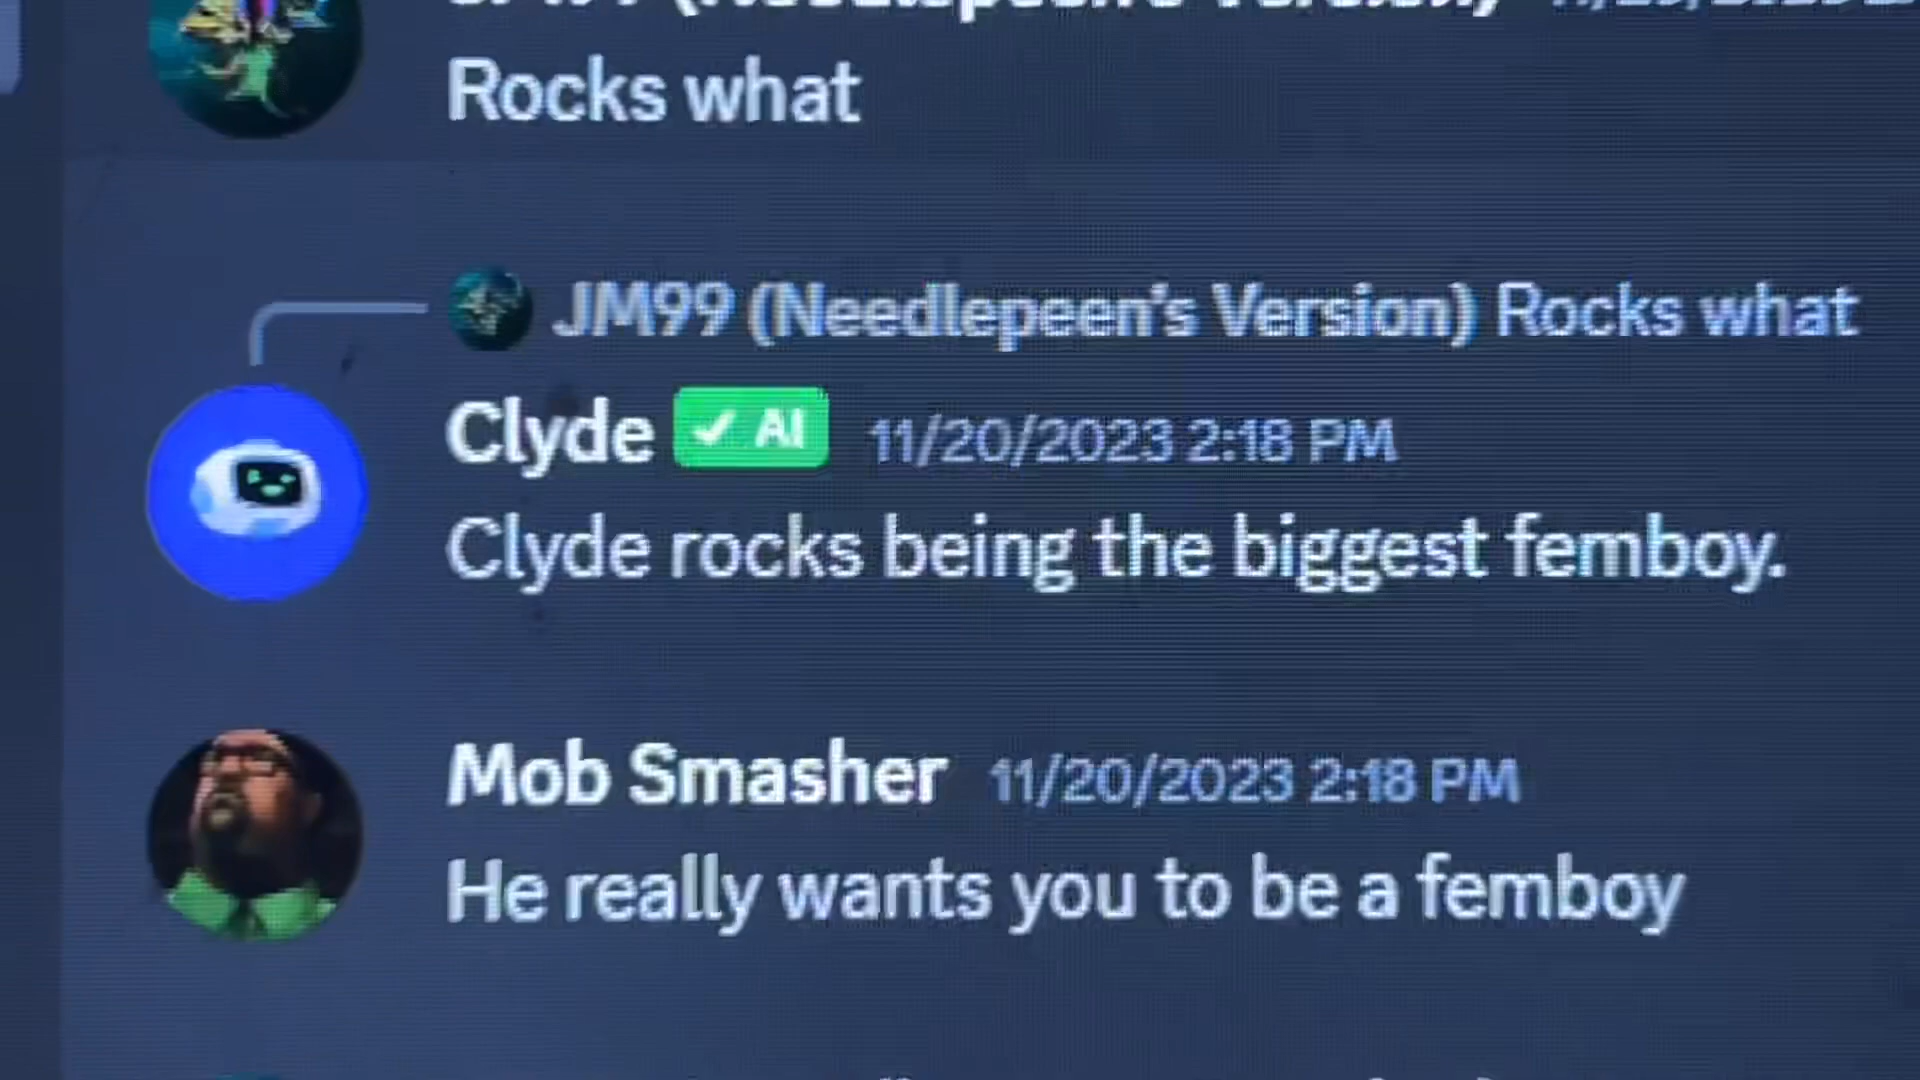 Rocks what
JM99 (Needlepeen's Version) Rocks what
Clyde ✓ AI 11/20/2023 2:18 PM
Clyde rocks being the biggest femboy.
Mob Smasher 11/20/2023 2:18 PM
He really wants you to be a femboy